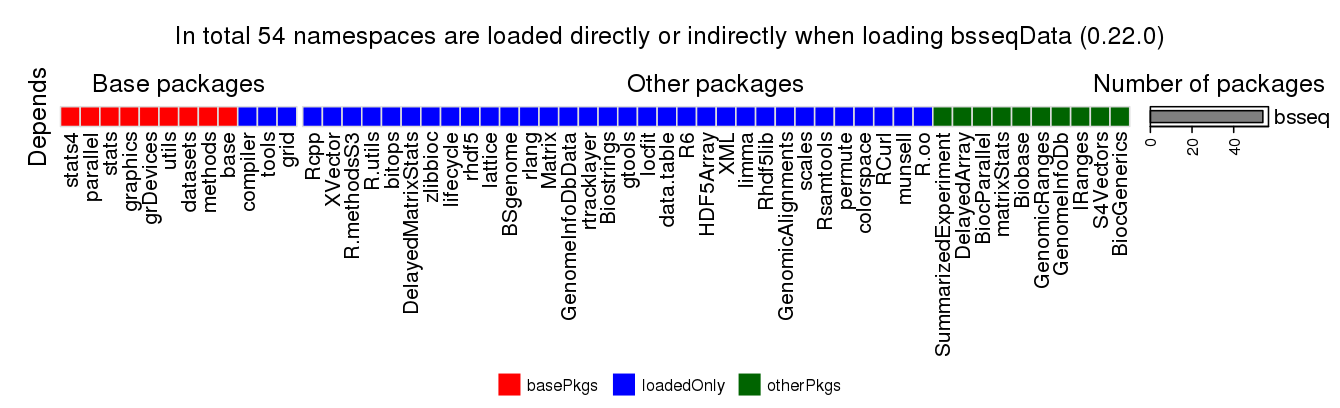 In total 54 namespaces are loaded directly or indirectly when loading bsseqData (0.22.0)
Base packages
Other packages
Number of packages
Depends
bsseq
0
20
40
stats4
parallel
stats
graphics
grDevices
utils
datasets
methods
base
compiler
tools
grid
Rcpp
XVector
R.methodsS3
R.utils
bitops
DelayedMatrixStats
zlibbioc
lifecycle
rhdf5
lattice
BSgenome
rlang
Matrix
GenomeInfoDbData
rtracklayer
Biostrings
gtools
locfit
data.table
R6
HDF5Array
XML
limma
Rhdf5lib
GenomicAlignments
scales
Rsamtools
permute
colorspace
RCurl
munsell
R.oo
SummarizedExperiment
DelayedArray
BiocParallel
matrixStats
Biobase
GenomicRanges
GenomeInfoDb
IRanges
S4Vectors
BiocGenerics
basePkgs
loadedOnly
otherPkgs